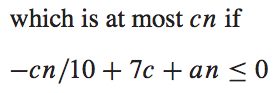 which is at most cn if
−cn/10 + 7c + an ≤ 0